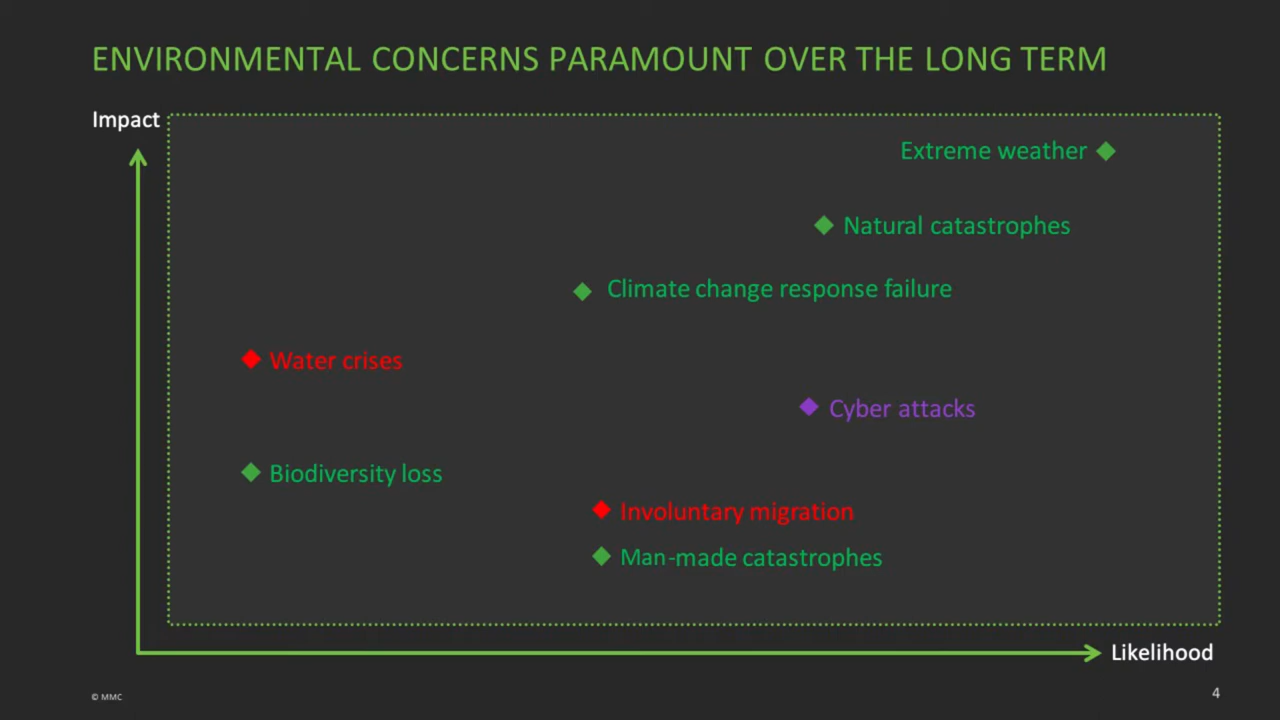 ENVIRONMENTAL CONCERNS PARAMOUNT OVER THE LONG TERM
Impact
Extreme weather
Natural catastrophes
Climate change response failure
Water crises
Cyber attacks
Biodiversity loss
Involuntary migration
Man-made catastrophes
Likelihood
© MMC
4